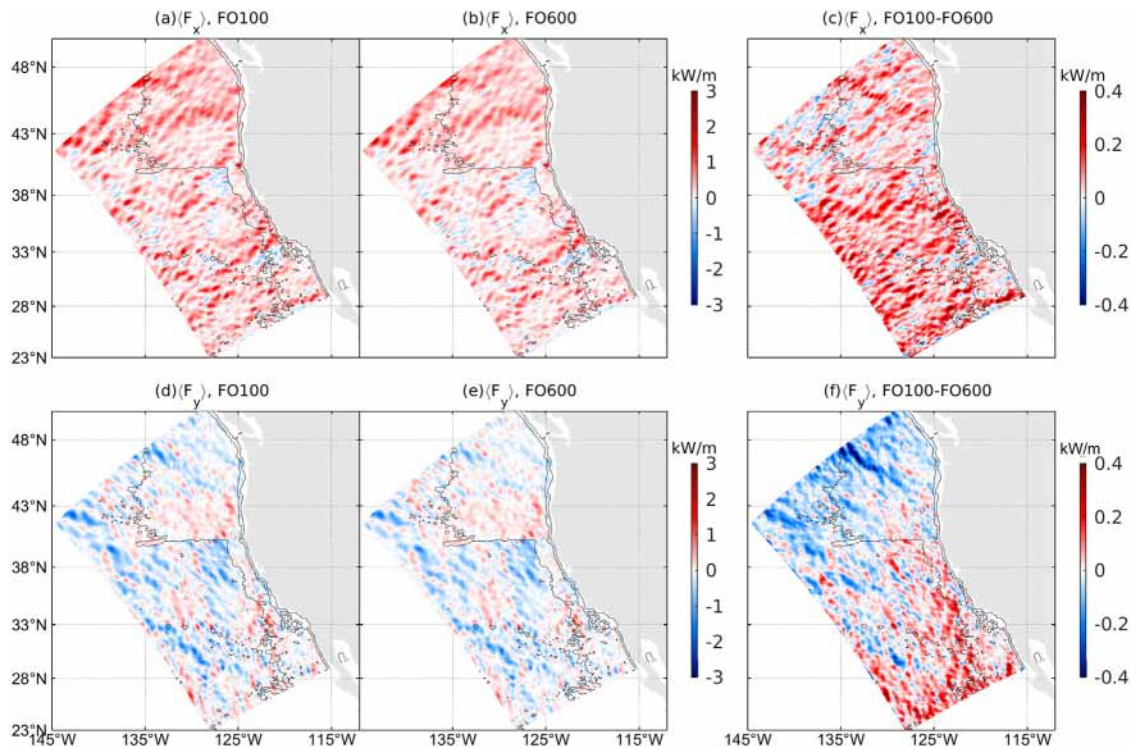 (a)⟨F_x⟩, FO100
(b)⟨F_x⟩, FO600
(c)⟨F_x⟩, FO100-FO600
48°N
43°N
38°N
33°N
28°N
23°N
kW/m
3
2
1
0
-1
-2
-3
kW/m
0.4
0.2
0
-0.2
-0.4
(d)⟨F_y⟩, FO100
(e)⟨F_y⟩, FO600
(f)⟨F_y⟩, FO100-FO600
48°N
43°N
38°N
33°N
28°N
23°N
145°W
135°W
125°W
115°W
135°W
125°W
115°W
kW/m
3
2
1
0
-1
-2
-3
145°W
135°W
125°W
115°W
kW/m
0.4
0.2
0
-0.2
-0.4